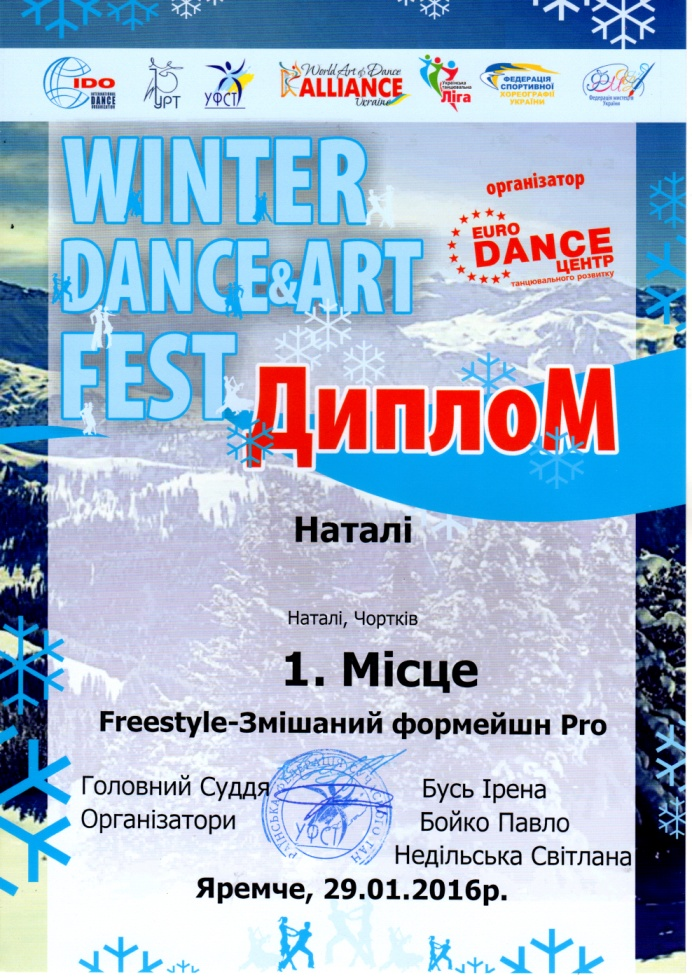 IDO
INTERNATIONAL
DANCE
ORGANIZATION
УРТ
УФСТ
World Art & Dance
ALLIANCE
Ukraine
Українська
танцювальна
Ліга
ФЕДЕРАЦІЯ
СПОРТИВНОЇ
ХОРЕОГРАФІЇ
УКРАЇНИ
Федерація мистецтв
України
WINTER
DANCE&ART
FEST
організатор
EURO
DANCE
ЦЕНТР
танцювального розвитку
ДиплоМ
Наталі
Наталі, Чортків
1. Місце
Freestyle-Змішаний формейшн Pro
Головний Суддя
Бусь Ірена
Організатори
Бойко Павло
Недільська Світлана
УФСТ
Яремче, 29.01.2016р.